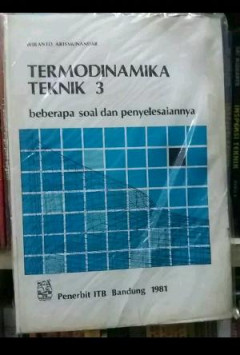 TERMODINAMIKA
TEKNIK 3
beberapa soal dan penyelesaiannya
Penerbit ITB Bandung 1981